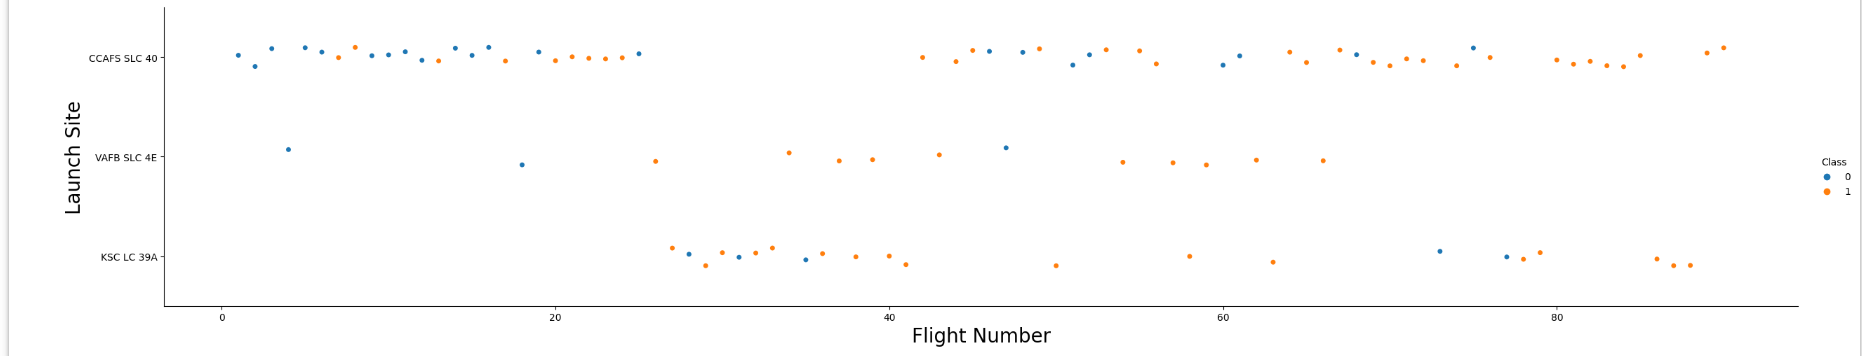 CCAFS SLC 40
VAFB SLC 4E
KSC LC 39A
Launch Site
0 20 40 60 80
Flight Number
Class
0
1